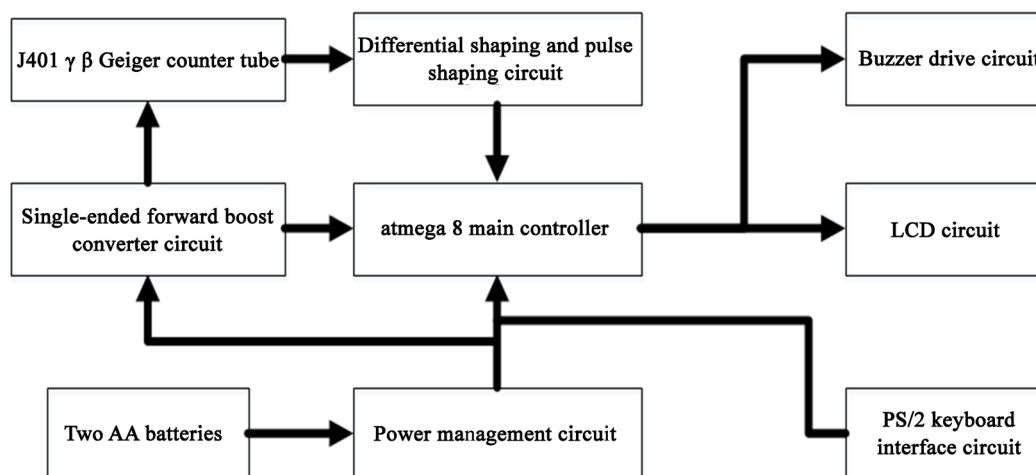 J401 γ β Geiger counter tube
Differential shaping and pulse
shaping circuit
Buzzer drive circuit
Single-ended forward boost
converter circuit
atmega 8 main controller
LCD circuit
Two AA batteries
Power management circuit
PS/2 keyboard
interface circuit